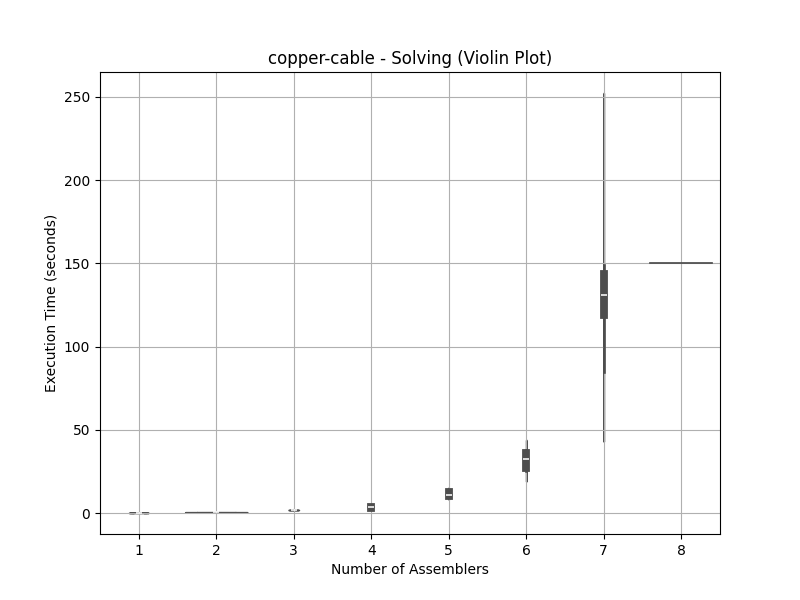 copper-cable - Solving (Violin Plot)
250
200
150
100
50
0
Execution Time (seconds)
1 2 3 4 5 6 7 8
Number of Assemblers